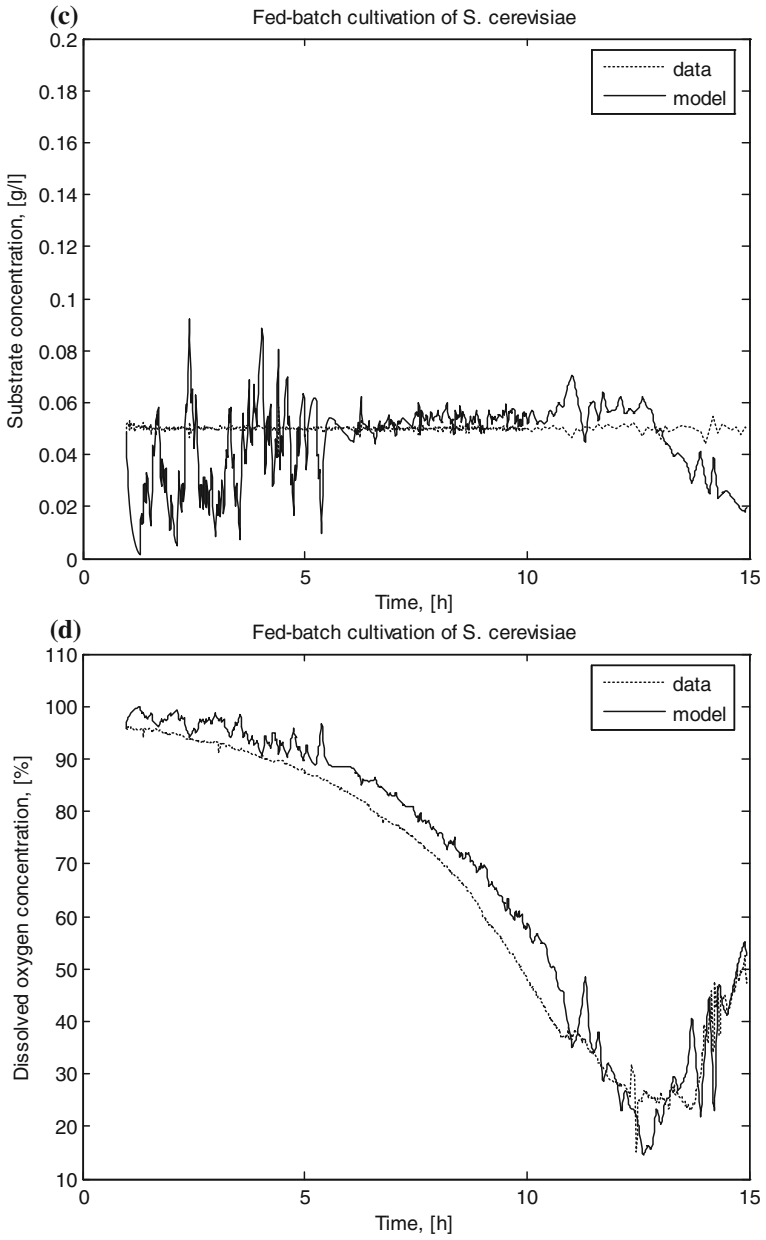 (c)
Fed-batch cultivation of S. cerevisiae
0.2
0.18
0.16
0.14
0.12
0.1
0.08
0.06
0.04
0.02
0
Substrate concentration, [g/l]
data
model
0 5 10 15
Time, [h]
(d)
Fed-batch cultivation of S. cerevisiae
110
100
90
80
70
60
50
40
30
20
10
Dissolved oxygen concentration, [%]
data
model
0 5 10 15
Time, [h]